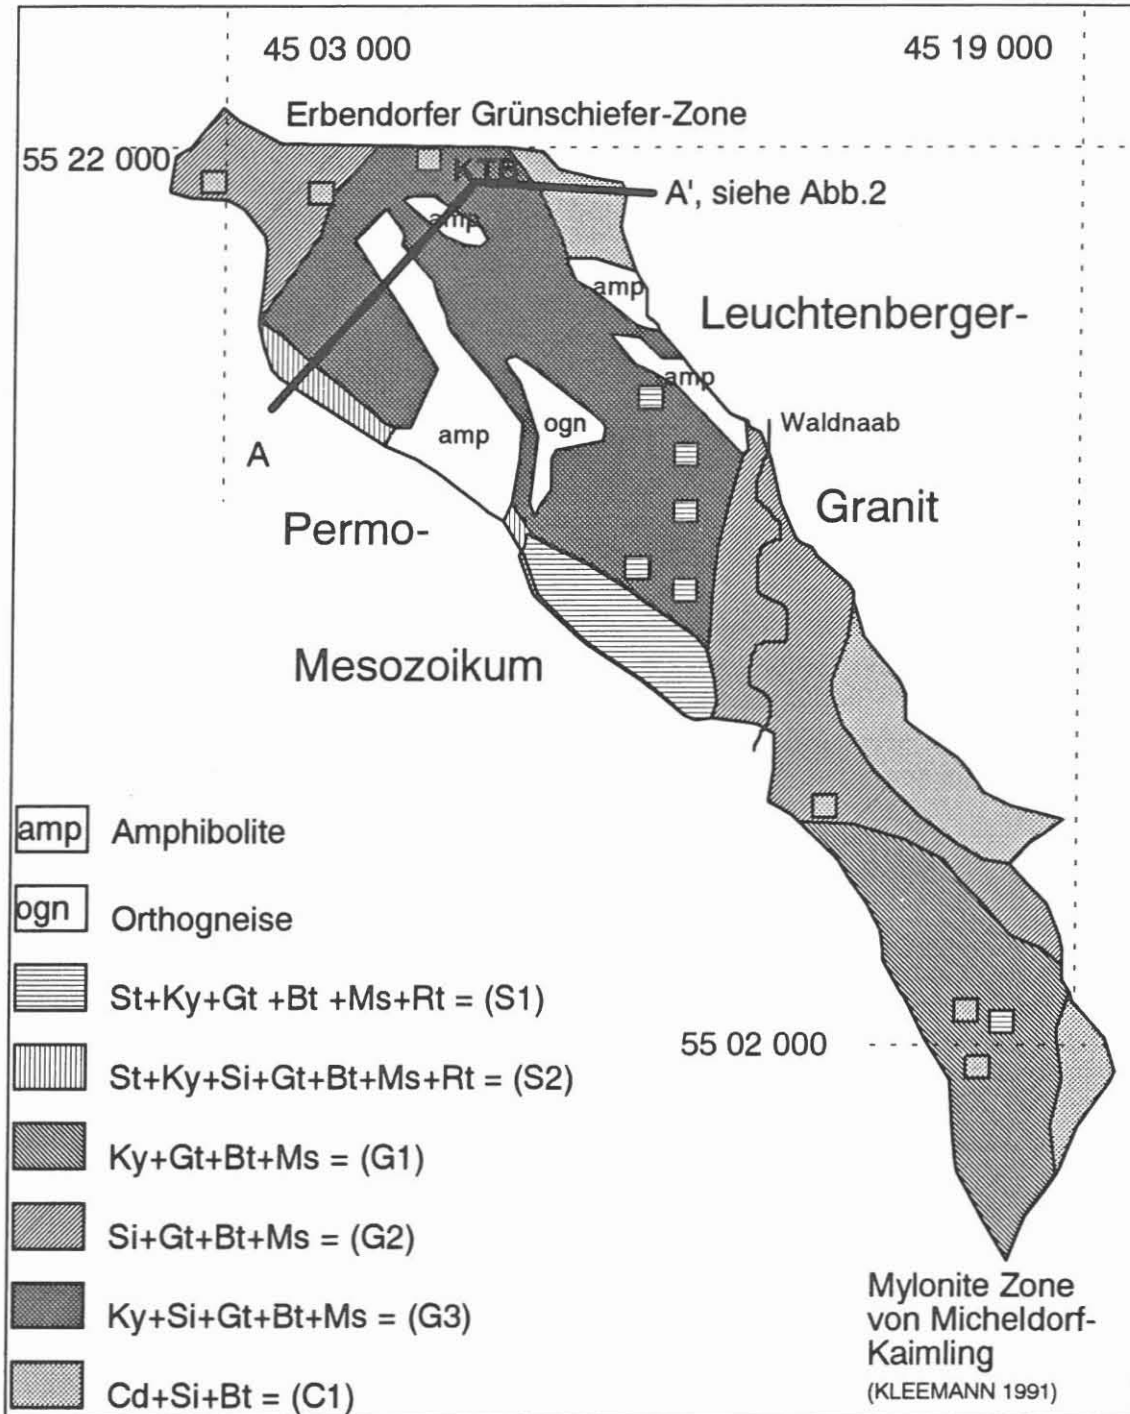 45 03 000
45 19 000
Erbendorfer Grünschiefer-Zone
55 22 000
KTB
A', siehe Abb.2
amp
amp
Leuchtenberger-
amp
Waldnaab
ogn
amp
A
Granit
Permo-
Mesozoikum
amp Amphibolite
ogn Orthogneise
St+Ky+Gt +Bt +Ms+Rt = (S1)
55 02 000
St+Ky+Si+Gt+Bt+Ms+Rt = (S2)
Ky+Gt+Bt+Ms = (G1)
Si+Gt+Bt+Ms = (G2)
Ky+Si+Gt+Bt+Ms = (G3)
Cd+Si+Bt = (C1)
Mylonite Zone
von Micheldorf-
Kaimling
(KLEEMANN 1991)